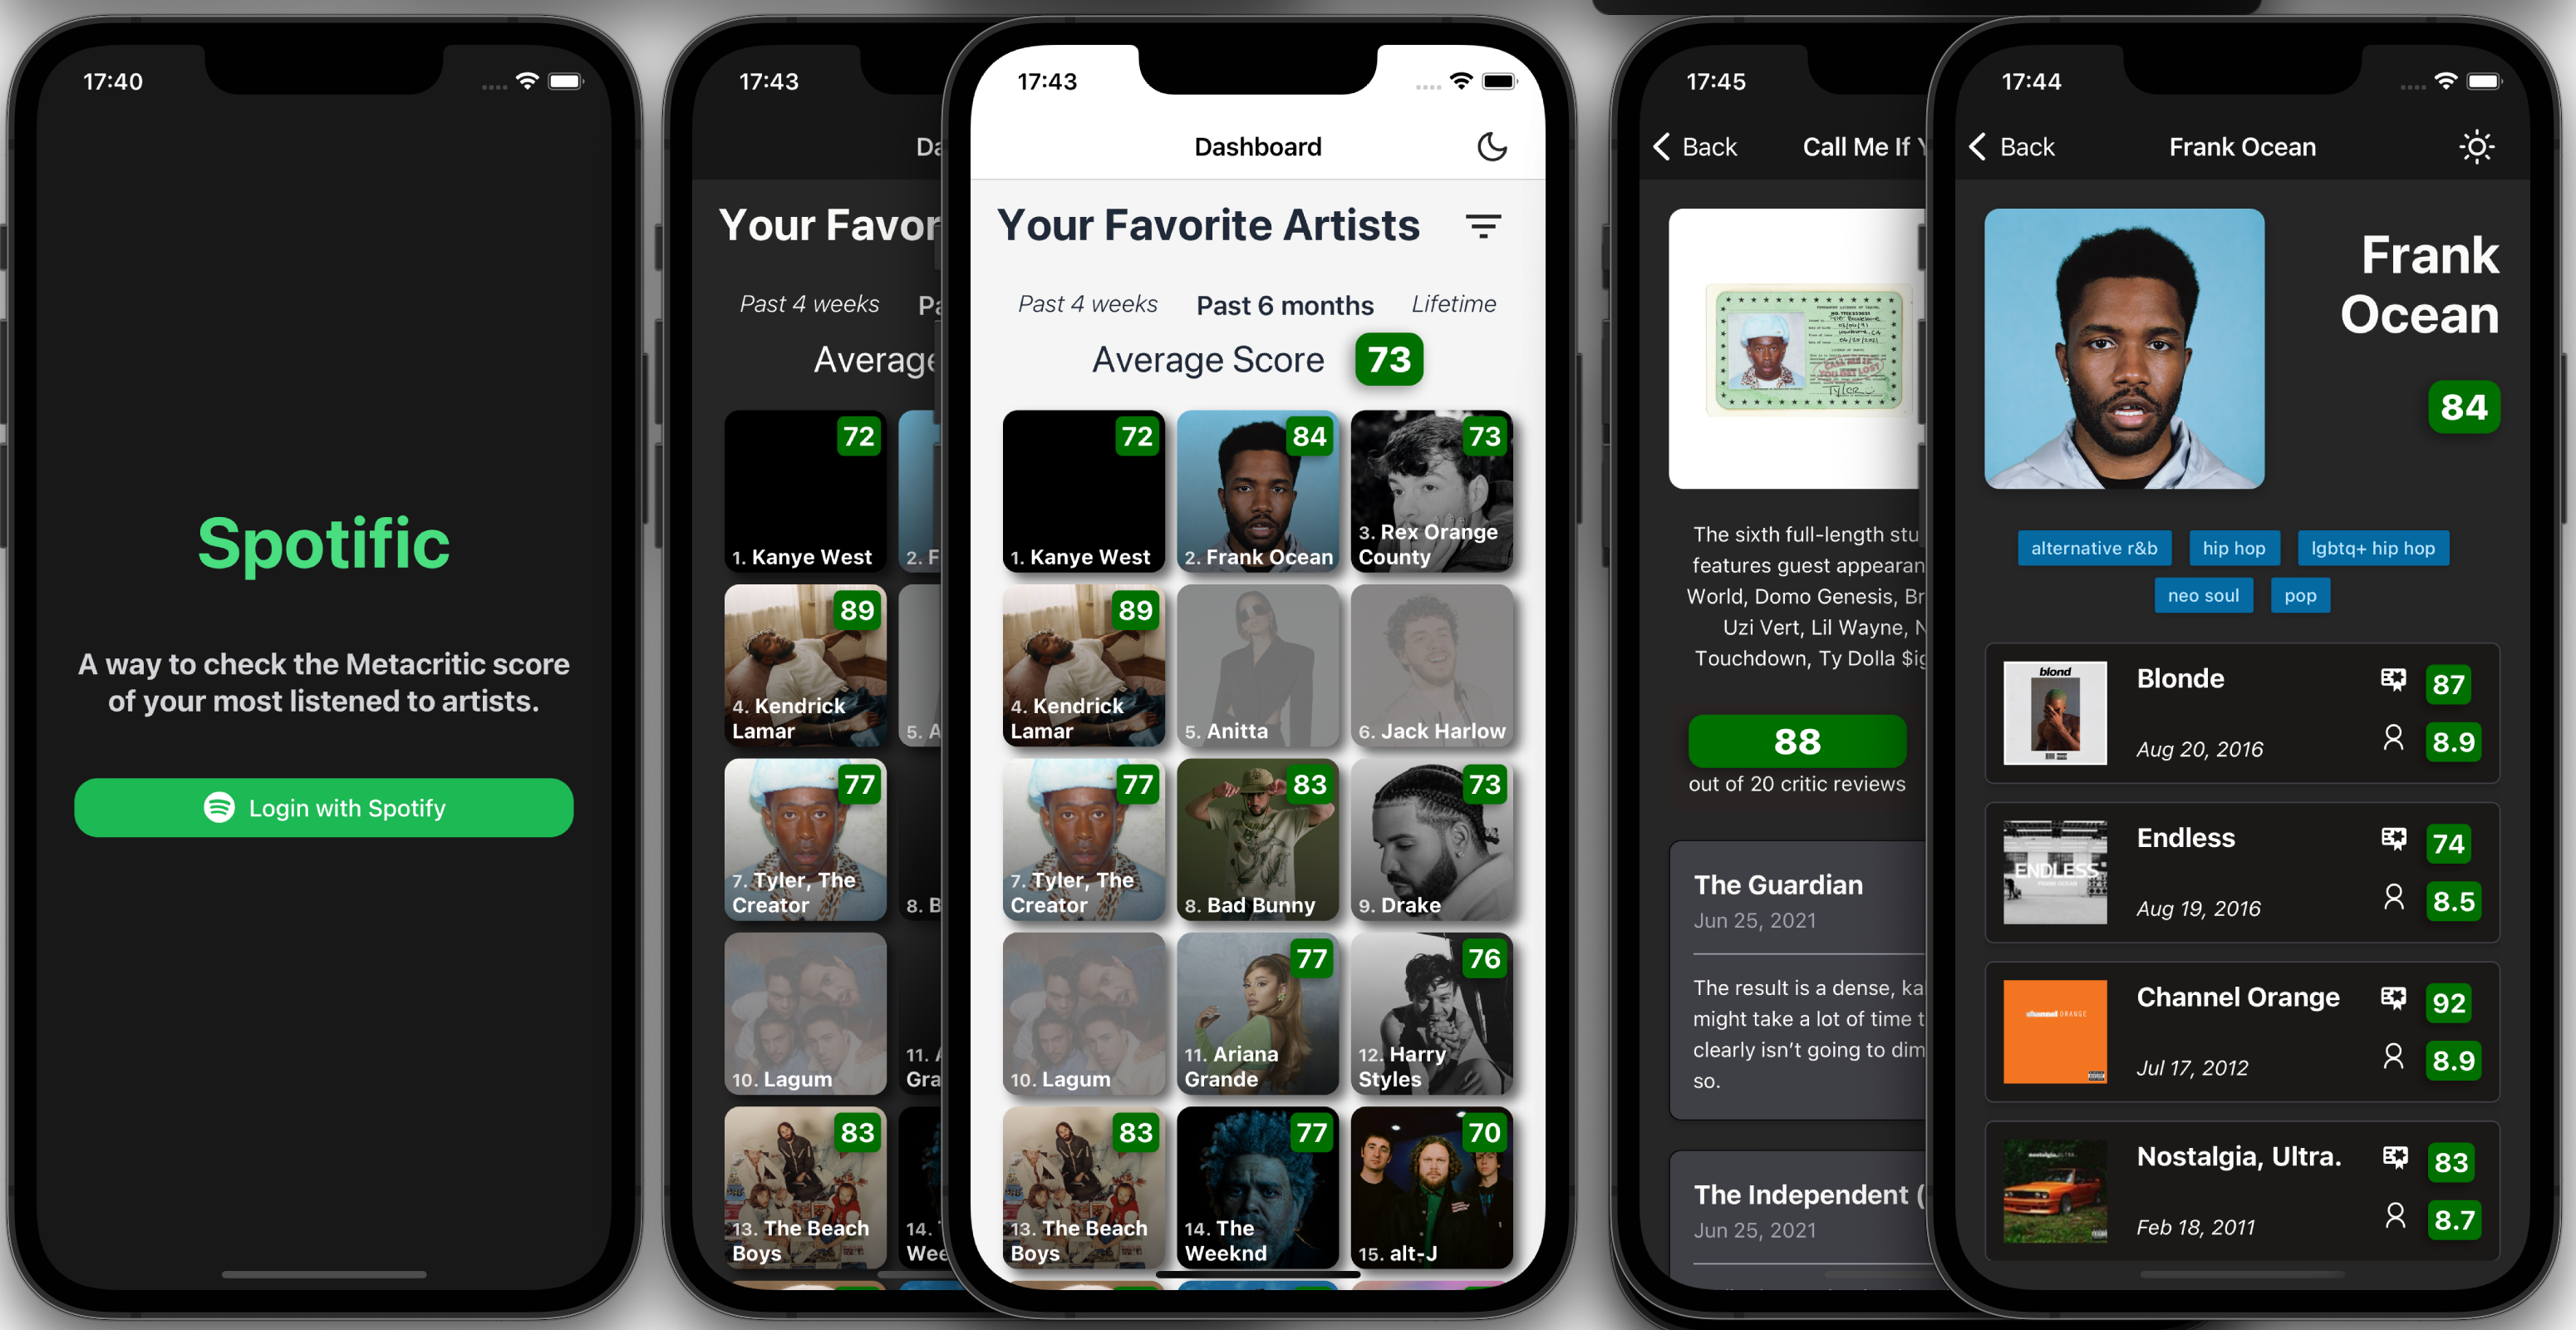 17:40
Spotific
A way to check the Metacritic score
of your most listened to artists.
Login with Spotify
17:43
Da
Your Favor
Past 4 weeks
Average
72
1. Kanye West
2. F
89
4. Kendrick
Lamar
5. A
77
7. Tyler, The
Creator
8. B
10. Lagum
11. A
Gra
83
13. The Beach
Boys
14.
Wee
17:43
Dashboard
Your Favorite Artists
Past 4 weeks Past 6 months Lifetime
Average Score 73
72 84 73
1. Kanye West 2. Frank Ocean 3. Rex Orange
County
89
4. Kendrick
Lamar
5. Anitta 6. Jack Harlow
77 83 73
7. Tyler, The
Creator
8. Bad Bunny 9. Drake
77 76
10. Lagum
11. Ariana
Grande
12. Harry
Styles
83 77 70
13. The Beach
Boys
14. The
Weeknd
15. alt-J
17:45
Back Call Me If Y
CALL ME IF
YOU GET LOST
The sixth full-length stu
features guest appearan
World, Domo Genesis, Br
Uzi Vert, Lil Wayne, N
Touchdown, Ty Dolla $ig
88
out of 20 critic reviews
The Guardian
Jun 25, 2021
The result is a dense, ka
might take a lot of time t
clearly isn't going to dim
so.
The Independent (
Jun 25, 2021
17:44
Back Frank Ocean
Frank
Ocean
84
alternative r&b hip hop lgbtq+ hip hop
neo soul pop
blond
Blonde 87
Aug 20, 2016 8.9
ENDLESS
Endless 74
Aug 19, 2016 8.5
channel ORANGE
Channel Orange 92
Jul 17, 2012 8.9
Nostalgia, Ultra. 83
Feb 18, 2011 8.7